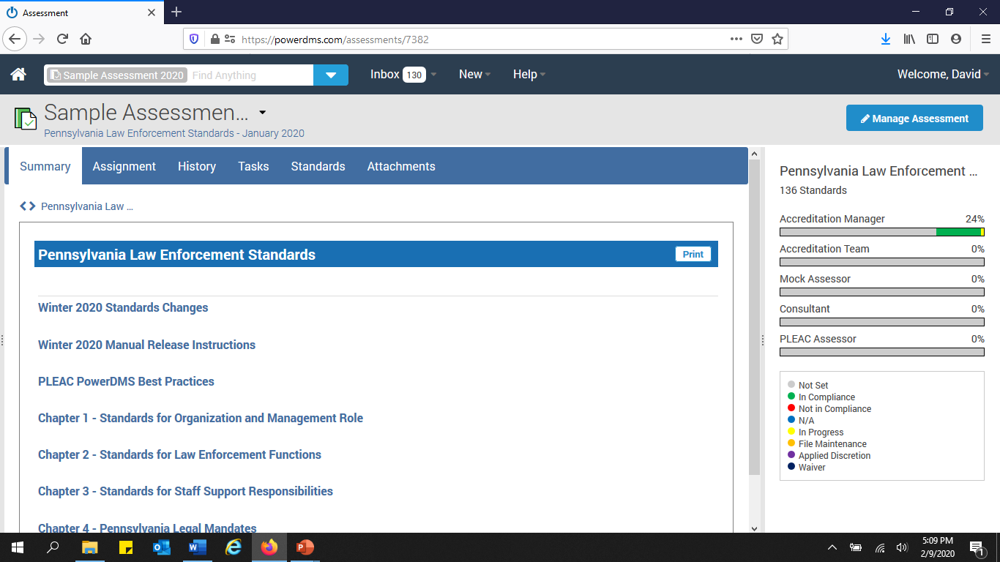 Assessment
https://powerdms.com/assessments/7382
Sample Assessment 2020 Find Anything
Inbox 130 New Help Welcome, David
Sample Assessmen...
Pennsylvania Law Enforcement Standards - January 2020
Manage Assessment
Summary Assignment History Tasks Standards Attachments
Pennsylvania Law ...
Pennsylvania Law Enforcement Standards Print
Winter 2020 Standards Changes
Winter 2020 Manual Release Instructions
PLEAC PowerDMS Best Practices
Chapter 1 - Standards for Organization and Management Role
Chapter 2 - Standards for Law Enforcement Functions
Chapter 3 - Standards for Staff Support Responsibilities
Chapter 4 - Pennsylvania Legal Mandates
Pennsylvania Law Enforcement ...
136 Standards
Accreditation Manager 24%
Accreditation Team 0%
Mock Assessor 0%
Consultant 0%
PLEAC Assessor 0%
Not Set
In Compliance
Not in Compliance
N/A
In Progress
File Maintenance
Applied Discretion
Waiver
5:09 PM
2/9/2020
1